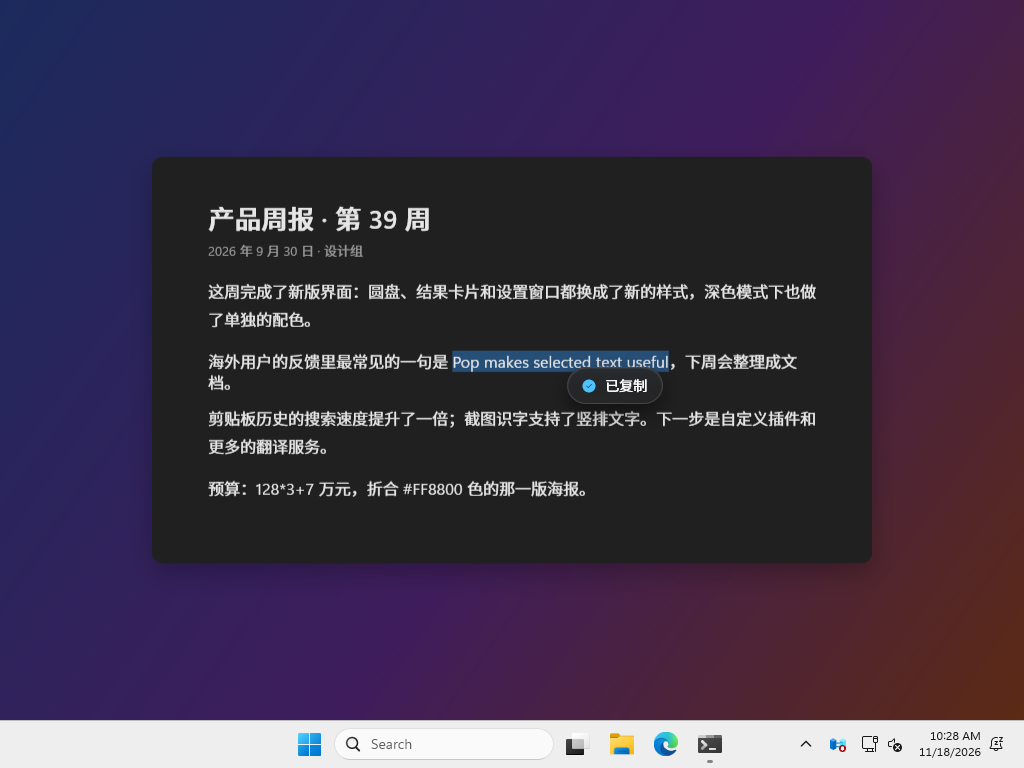 产品周报 · 第 39 周
2026 年 9 月 30 日 · 设计组
这周完成了新版界面：圆盘、结果卡片和设置窗口都换成了新的样式，深色模式下也做
了单独的配色。
海外用户的反馈里最常见的一句是 Pop makes selected text useful，下周会整理成文
档。
已复制
剪贴板历史的搜索速度提升了一倍；截图识字支持了竖排文字。下一步是自定义插件和
更多的翻译服务。
预算：128*3+7 万元，折合 #FF8800 色的那一版海报。
Search
10:28 AM
11/18/2026